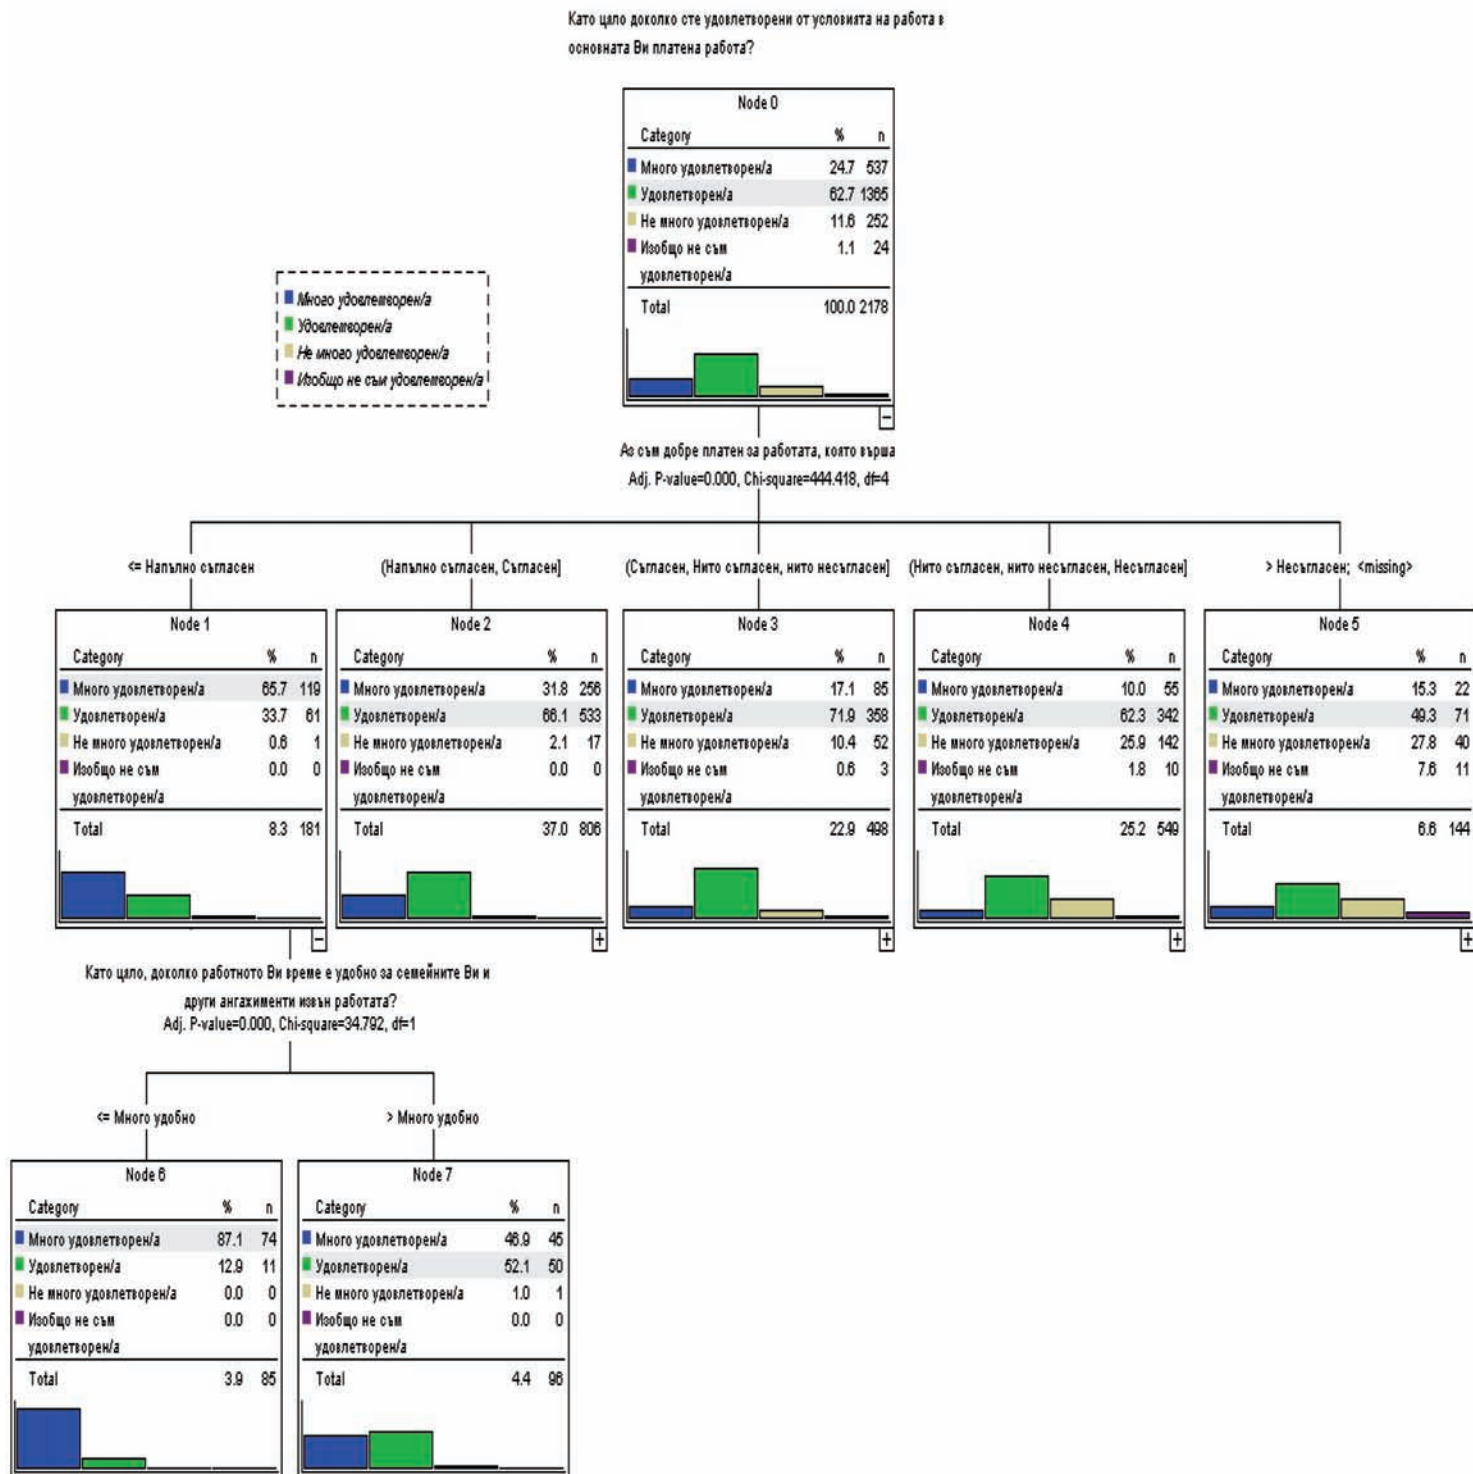 Като цяло доколко сте удовлетворени от условията на работа в
основната Ви платена работа?
Node 0
Category % n
Много удовлетворен/а 24.7 537
Удовлетворен/а 62.7 1365
Не много удовлетворен/а 11.6 252
Изобщо не съм 1.1 24
удовлетворен/а
Total 100.0 2178
Много удовлетворен/а
Удовлетворен/а
Не много удовлетворен/а
Изобщо не съм удовлетворен/а
Аз съм добре платен за работата, която върша
Adj. P-value=0.000, Chi-square=444.418, df=4
<= Напълно съгласен
Node 1
Category % n
Много удовлетворен/а 65.7 119
Удовлетворен/а 33.7 61
Не много удовлетворен/а 0.6 1
Изобщо не съм 0.0 0
удовлетворен/а
Total 8.3 181
(Напълно съгласен, Съгласен]
Node 2
Category % n
Много удовлетворен/а 31.8 256
Удовлетворен/а 66.1 533
Не много удовлетворен/а 2.1 17
Изобщо не съм 0.0 0
удовлетворен/а
Total 37.0 806
(Съгласен, Нито съгласен, нито несъгласен]
Node 3
Category % n
Много удовлетворен/а 17.1 85
Удовлетворен/а 71.9 358
Не много удовлетворен/а 10.4 52
Изобщо не съм 0.6 3
удовлетворен/а
Total 22.9 498
(Нито съгласен, нито несъгласен, Несъгласен]
Node 4
Category % n
Много удовлетворен/а 10.0 55
Удовлетворен/а 62.3 342
Не много удовлетворен/а 25.9 142
Изобщо не съм 1.8 10
удовлетворен/а
Total 25.2 549
> Несъгласен; <missing>
Node 5
Category % n
Много удовлетворен/а 15.3 22
Удовлетворен/а 49.3 71
Не много удовлетворен/а 27.8 40
Изобщо не съм 7.6 11
удовлетворен/а
Total 6.6 144
Като цяло, доколко работното Ви време е удобно за семейните Ви и
други ангажименти извън работата?
Adj. P-value=0.000, Chi-square=34.792, df=1
<= Много удобно
Node 6
Category % n
Много удовлетворен/а 87.1 74
Удовлетворен/а 12.9 11
Не много удовлетворен/а 0.0 0
Изобщо не съм 0.0 0
удовлетворен/а
Total 3.9 85
> Много удобно
Node 7
Category % n
Много удовлетворен/а 46.9 45
Удовлетворен/а 52.1 50
Не много удовлетворен/а 1.0 1
Изобщо не съм 0.0 0
удовлетворен/а
Total 4.4 96